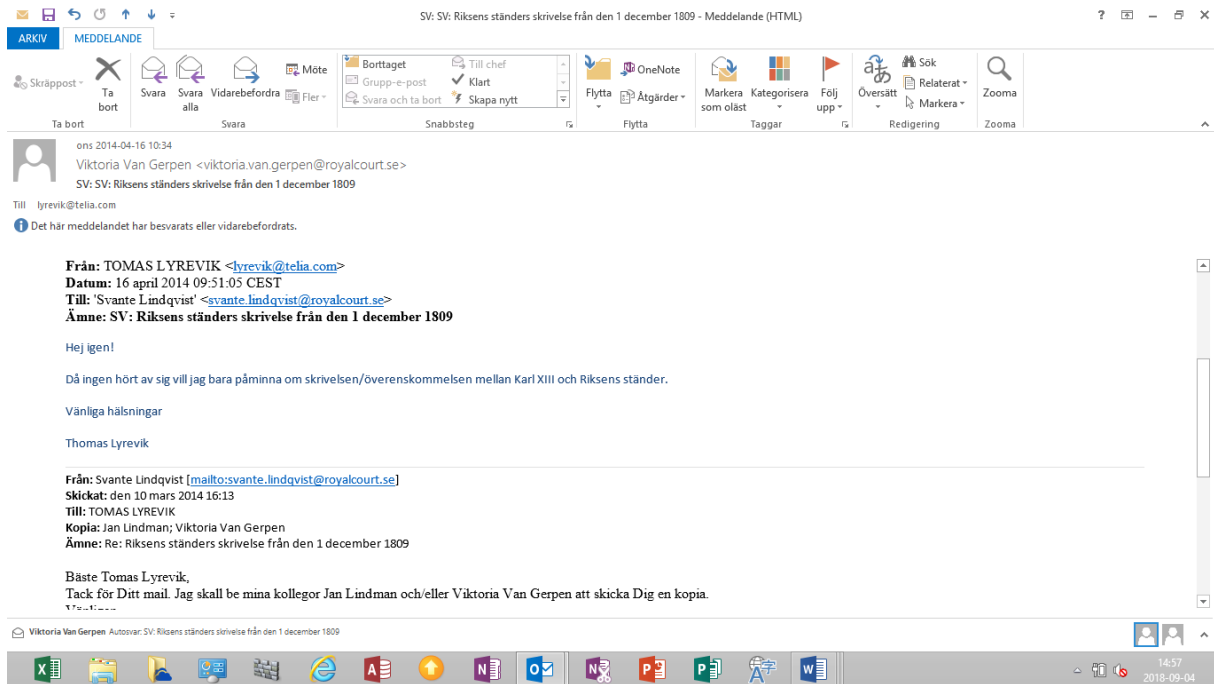 SV: SV: Riksens ständers skrivelse från den 1 december 1809 - Meddelande (HTML)
ARKIV MEDDELANDE
Skräppost
Ta bort
Svara
Svara alla
Vidarebefordra
Möte
Fler
Borttaget
Till chef
Grupp-e-post
Klart
Svara och ta bort
Skapa nytt
Flytta
OneNote
Åtgärder
Markera som oläst
Kategorisera
Följ upp
Översätt
Sök
Relaterat
Markera
Zooma
Ta bort Svara Snabbsteg Flytta Taggar Redigering Zooma
ons 2014-04-16 10:34
Viktoria Van Gerpen <viktoria.van.gerpen@royalcourt.se>
SV: SV: Riksens ständers skrivelse från den 1 december 1809
Till lyrevik@telia.com
Det här meddelandet har besvarats eller vidarebefordrats.
Från: TOMAS LYREVIK <lyrevik@telia.com>
Datum: 16 april 2014 09:51:05 CEST
Till: 'Svante Lindqvist' <svante.lindqvist@royalcourt.se>
Ämne: SV: Riksens ständers skrivelse från den 1 december 1809
Hej igen!
Då ingen hört av sig vill jag bara påminna om skrivelsen/överenskommelsen mellan Karl XIII och Riksens ständer.
Vänliga hälsningar
Thomas Lyrevik
Från: Svante Lindqvist [mailto:svante.lindqvist@royalcourt.se]
Skickat: den 10 mars 2014 16:13
Till: TOMAS LYREVIK
Kopia: Jan Lindman; Viktoria Van Gerpen
Ämne: Re: Riksens ständers skrivelse från den 1 december 1809
Bäste Tomas Lyrevik,
Tack för Ditt mail. Jag skall be mina kollegor Jan Lindman och/eller Viktoria Van Gerpen att skicka Dig en kopia.
Viktoria Van Gerpen Autosvar: SV: Riksens ständers skrivelse från den 1 december 1809
14:57
2018-09-04